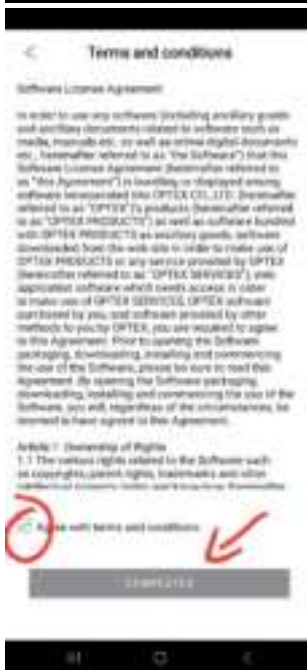 Terms and conditions
Software License Agreement
In order to use any software (including ancillary goods
and ancillary documents related to software such as
media, manuals etc. as well as online digital documents
etc., hereinafter referred to as "the Software") that this
Software License Agreement (hereinafter referred to
as "this Agreement") is bundling or displayed among
software incorporated into OPTEX CO., LTD. (hereinafter
referred to as "OPTEX")'s products (hereinafter referred
to as "OPTEX PRODUCTS") as well as software bundled
with OPTEX PRODUCTS as ancillary goods, software
downloaded from the web site in order to make use of
OPTEX PRODUCTS or any service provided by OPTEX
(hereinafter referred to as "OPTEX SERVICES"), web
application software which needs access in order
to make use of OPTEX SERVICES, OPTEX software
purchased by you, and software provided by other
methods to you by OPTEX, you are required to agree
to this Agreement. Prior to opening the Software
packaging, downloading, installing and commencing
the use of the Software, please be sure to read this
Agreement. By opening the Software packaging,
downloading, installing and commencing the use of the
Software, you will, regardless of the circumstances, be
deemed to have agreed to this Agreement.
Article 1 Ownership of Rights
1.1 The various rights related to the Software such
as copyrights, patent rights, trademarks and other
Agree with terms and conditions
COMPLETED